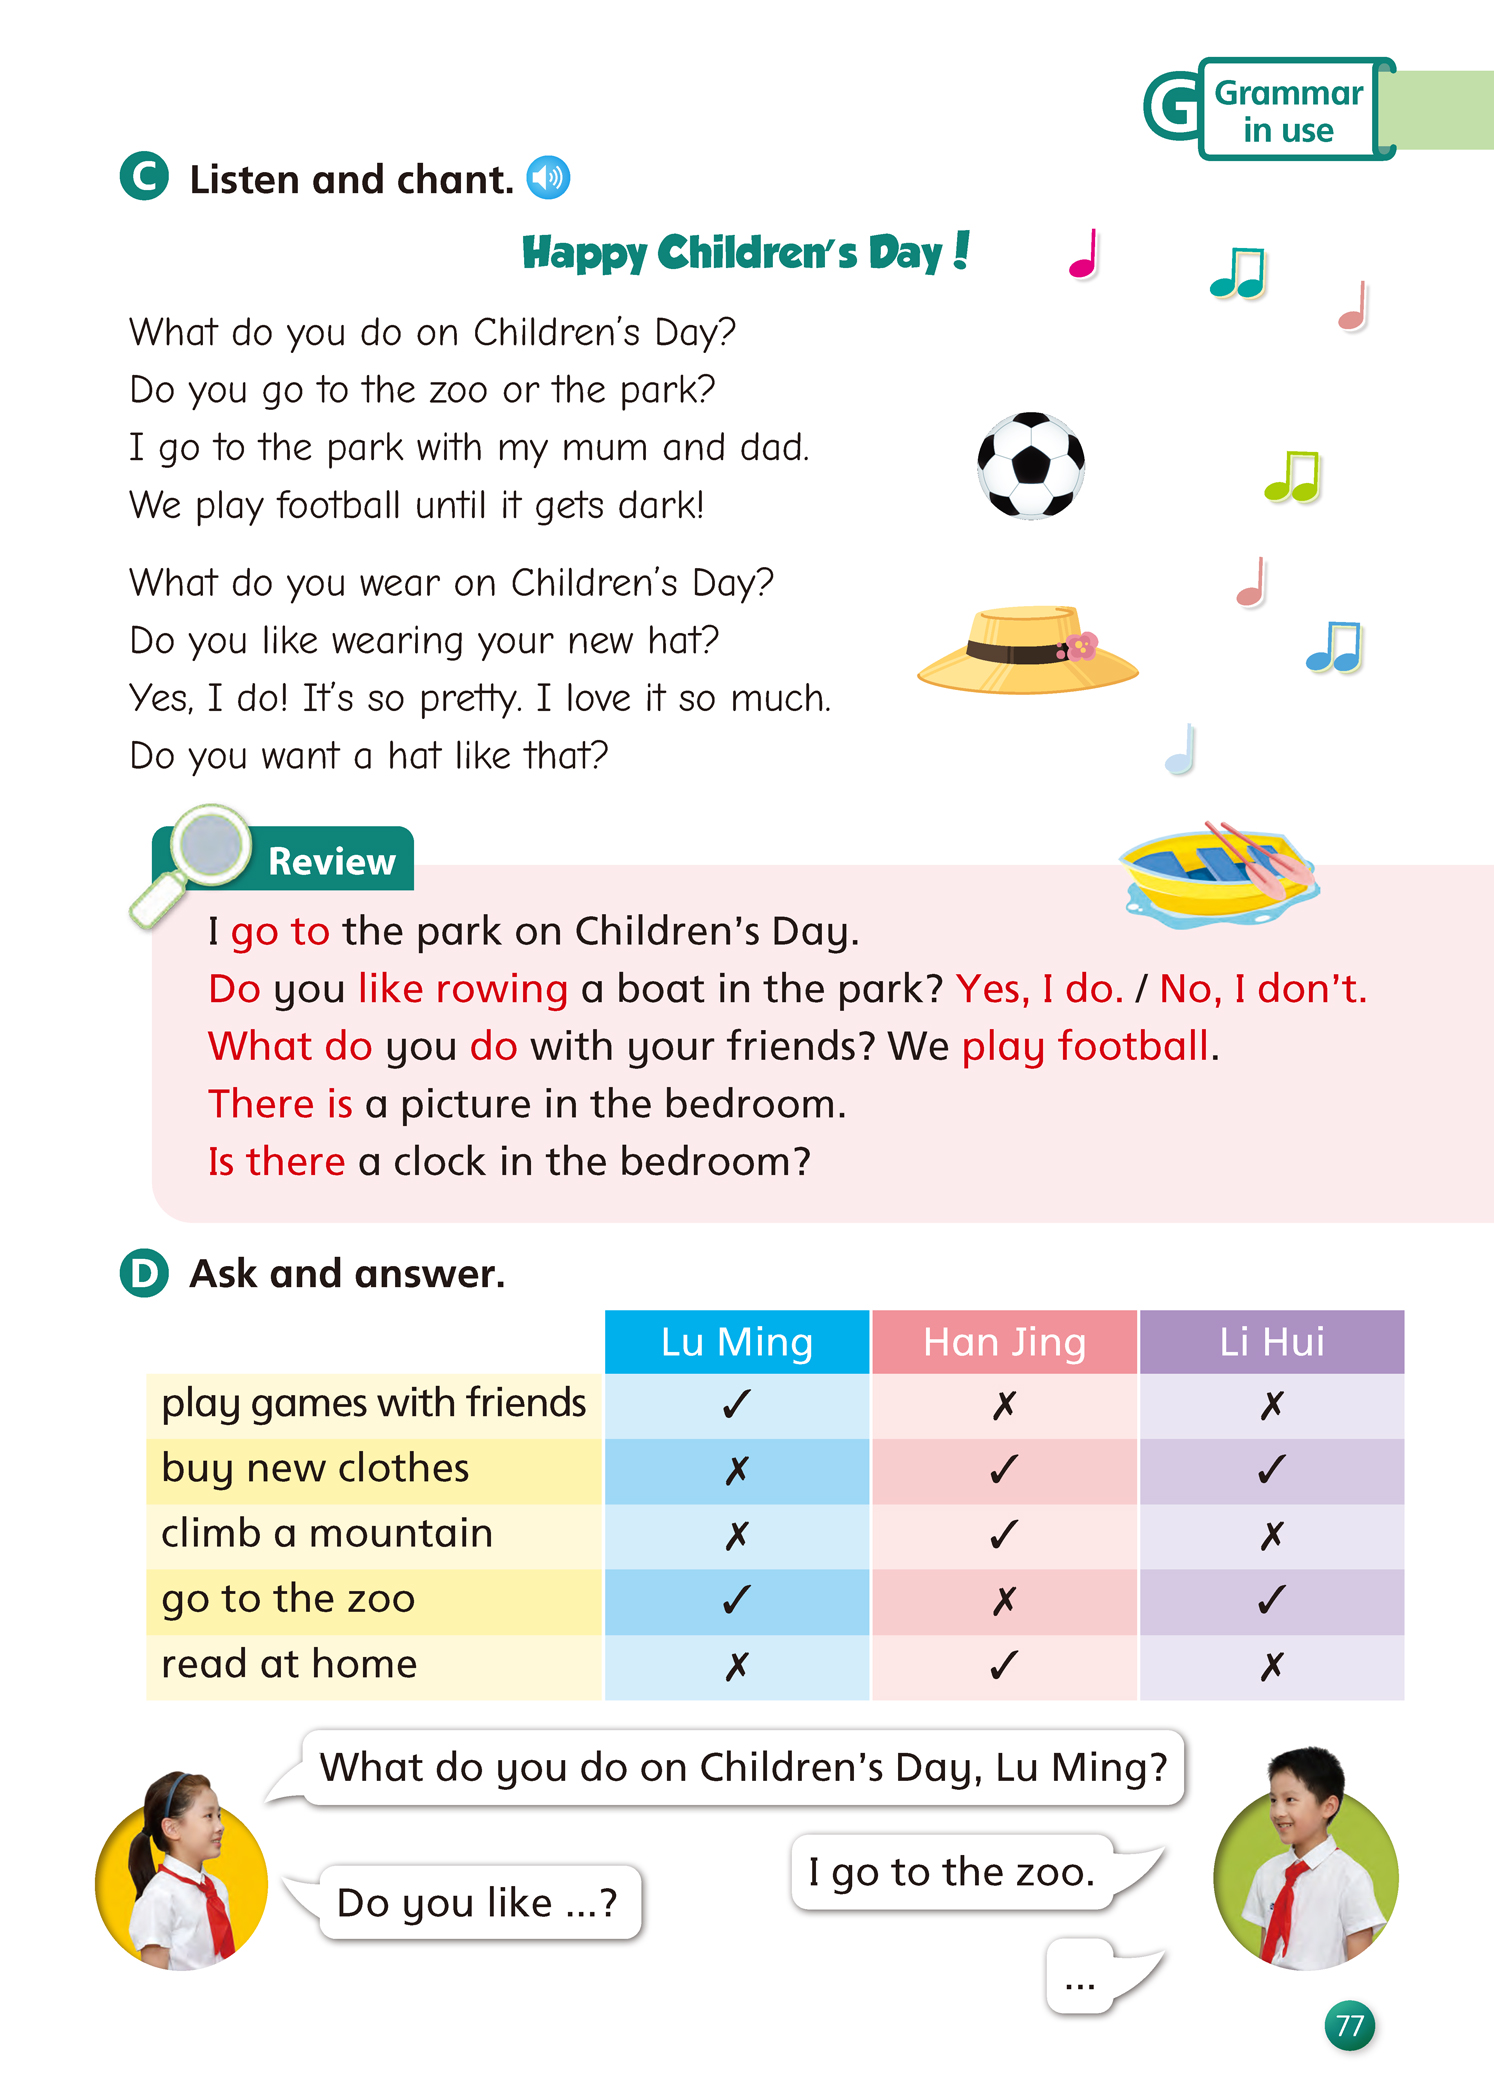 Grammar
in use
C Listen and chant.
Happy Children's Day!
What do you do on Children's Day?
Do you go to the zoo or the park?
I go to the park with my mum and dad.
We play football until it gets dark!
What do you wear on Children's Day?
Do you like wearing your new hat?
Yes, I do! It's so pretty. I love it so much.
Do you want a hat like that?
Review
I go to the park on Children's Day.
Do you like rowing a boat in the park? Yes, I do. / No, I don't.
What do you do with your friends? We play football.
There is a picture in the bedroom.
Is there a clock in the bedroom?
D Ask and answer.
Lu Ming Han Jing Li Hui
play games with friends ✓ ✗ ✗
buy new clothes ✗ ✓ ✓
climb a mountain ✗ ✓ ✗
go to the zoo ✓ ✗ ✓
read at home ✗ ✓ ✗
What do you do on Children's Day, Lu Ming?
I go to the zoo.
Do you like ...?
...
77